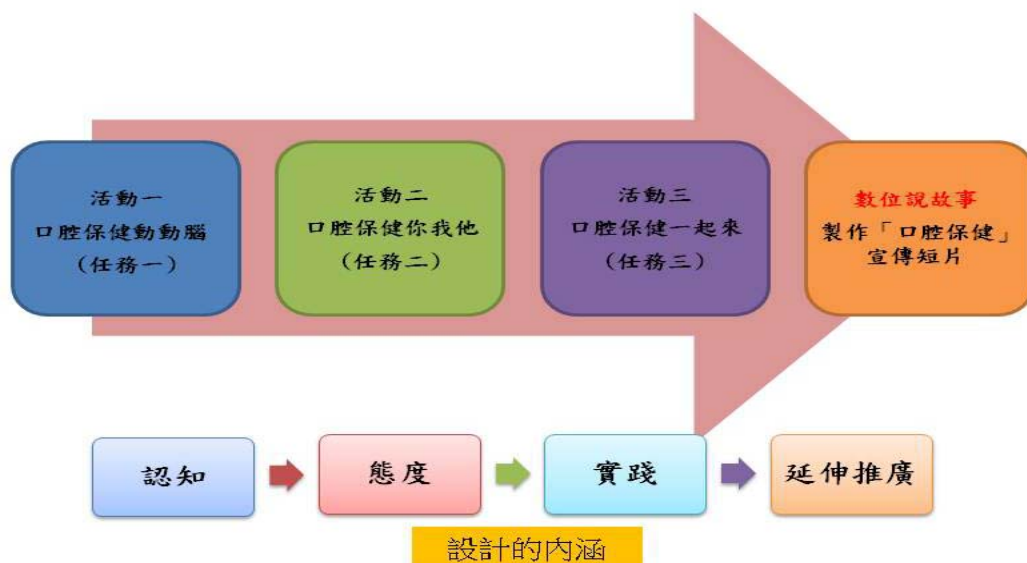 活動一
口腔保健動動腦
(任務一)
活動二
口腔保健你我他
(任務二)
活動三
口腔保健一起來
(任務三)
數位說故事
製作「口腔保健」
宣傳短片
認知
態度
實踐
延伸推廣
設計的內涵